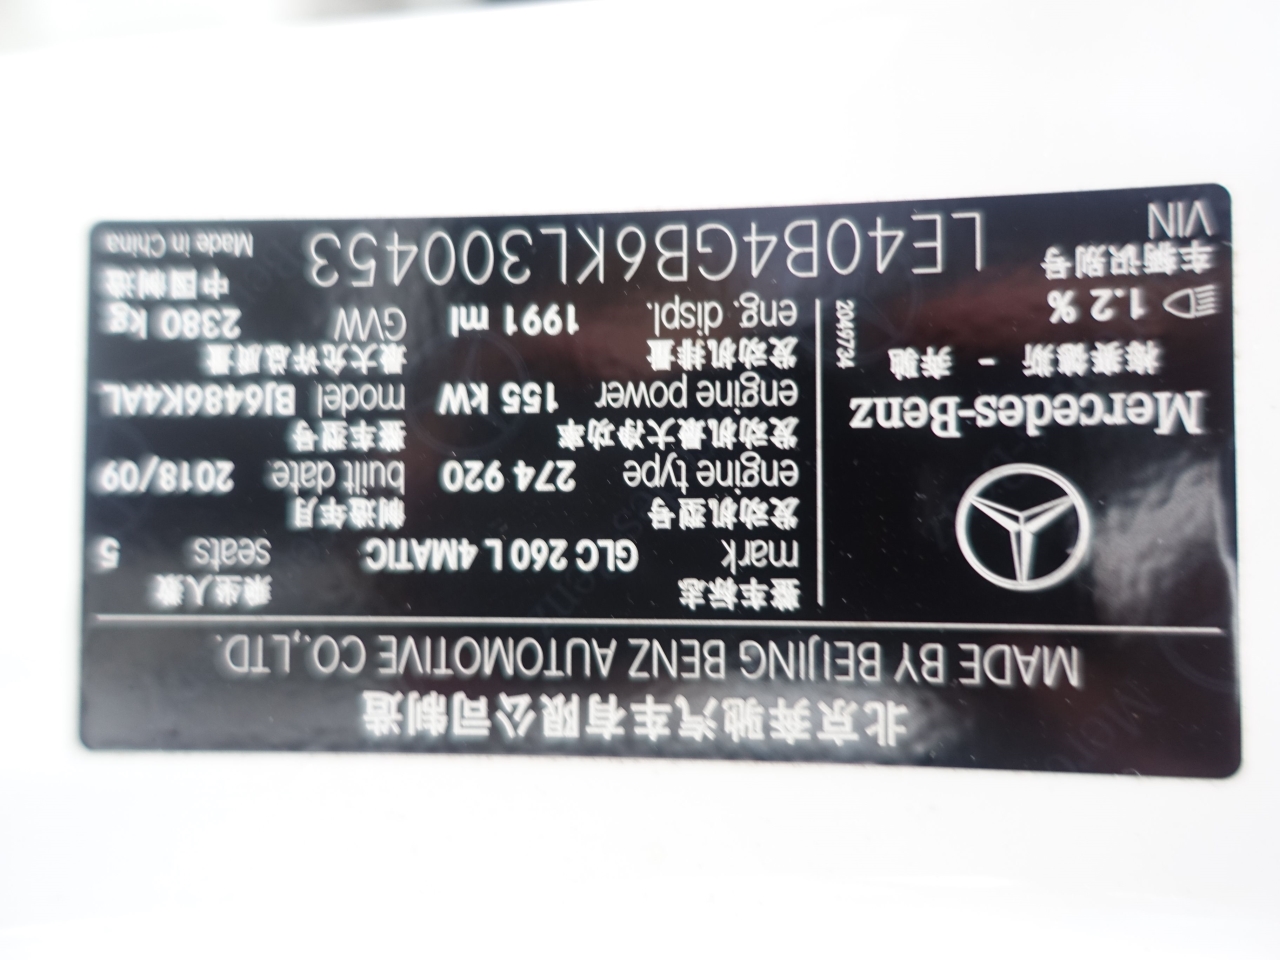 北京奔驰汽车有限公司制造
MADE BY BEIJING BENZ AUTOMOTIVE CO.,LTD.
Mercedes-Benz
梅赛德斯 - 奔驰
1.2 %
2049734
整车标志
mark GLC 260 L 4MATIC
乘坐人数
seats 5
发动机型号
engine type 274 920
制造年月
built date 2018/09
发动机最大净功率
engine power 155 kW
整车型号
model BJ6486K4AL
发动机排量
eng. displ. 1991 ml
最大允许总质量
GVW 2380 kg
车辆识别号
VIN LE40B4GB6KL300453
中国制造
Made in China